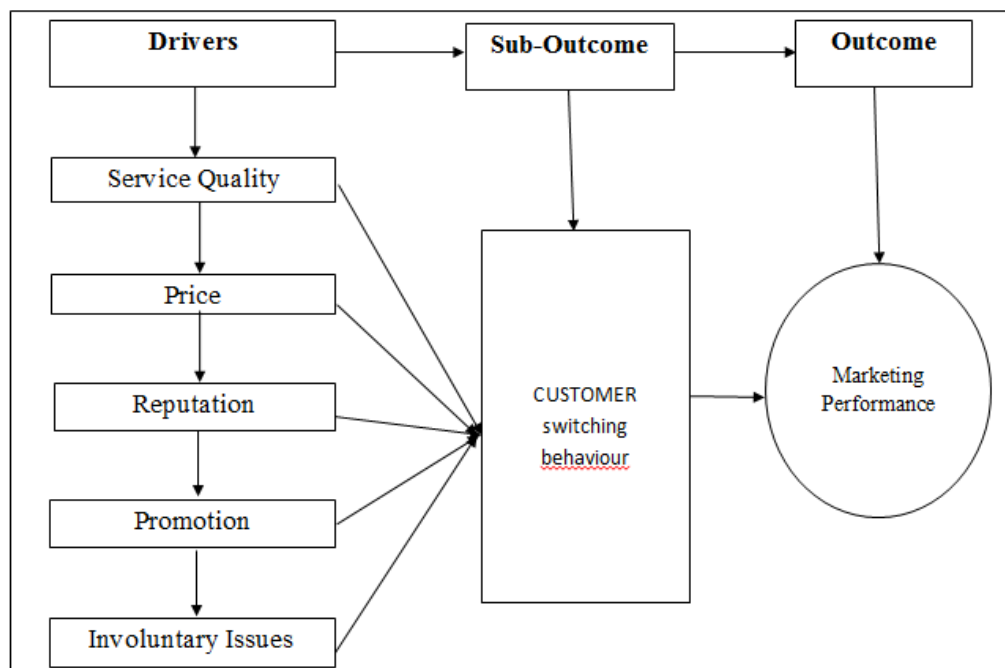 Drivers
Sub-Outcome
Outcome
Service Quality
Price
Reputation
Promotion
Involuntary Issues
CUSTOMER
switching
behaviour
Marketing
Performance